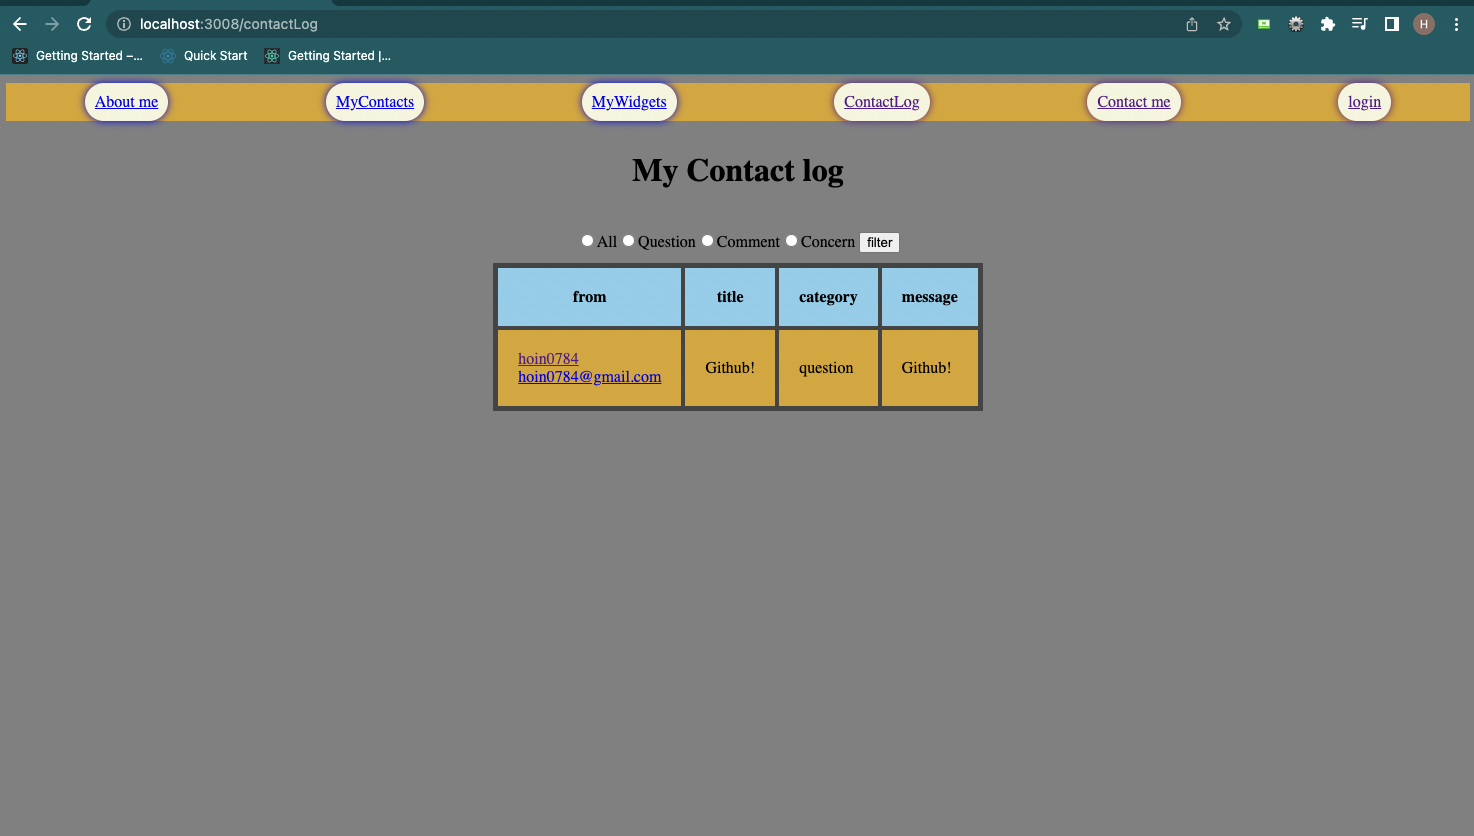 localhost:3008/contactLog
H
Getting Started –... Quick Start Getting Started |...
About me MyContacts MyWidgets ContactLog Contact me login
My Contact log
All Question Comment Concern filter
from title category message
hoin0784
hoin0784@gmail.com Github! question Github!